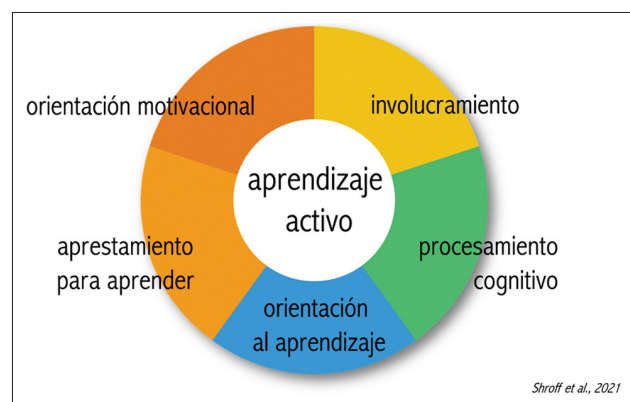 orientación motivacional
involucramiento
aprendizaje
activo
aprestamiento
para aprender
procesamiento
cognitivo
orientación
al aprendizaje
Shroff et al., 2021